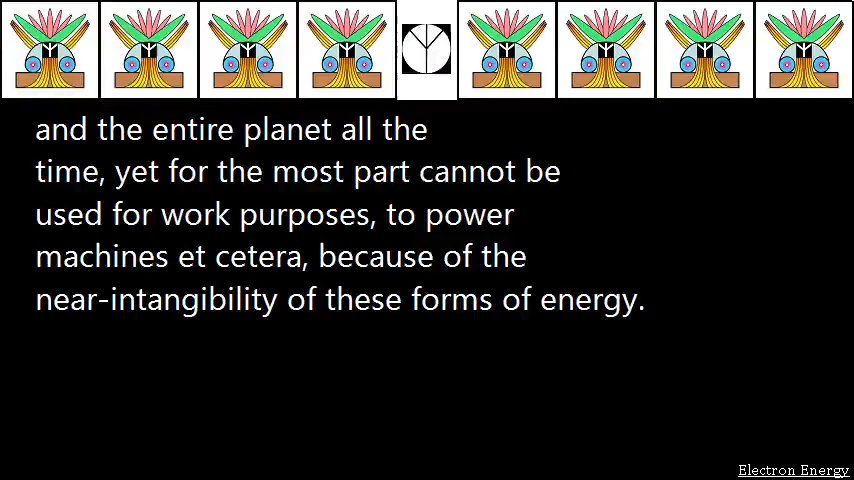 and the entire planet all the
time, yet for the most part cannot be
used for work purposes, to power
machines et cetera, because of the
near-intangibility of these forms of energy.
Electron Energy